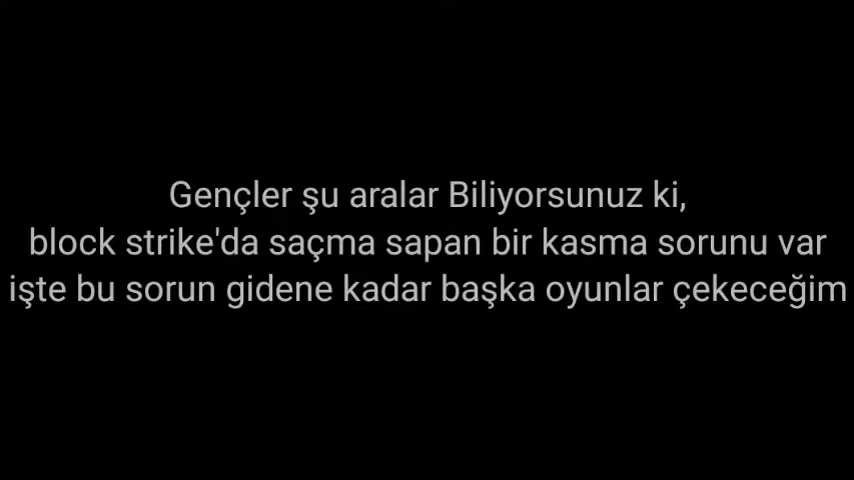 Gençler şu aralar Biliyorsunuz ki,
block strike'da saçma sapan bir kasma sorunu var
işte bu sorun gidene kadar başka oyunlar çekeceğim